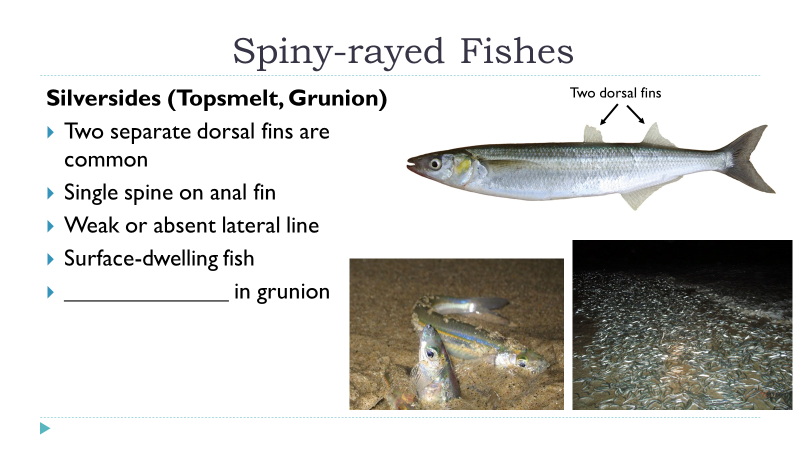 Spiny-rayed Fishes
Silversides (Topsmelt, Grunion)
Two separate dorsal fins are
common
Single spine on anal fin
Weak or absent lateral line
Surface-dwelling fish
_______________ in grunion
Two dorsal fins